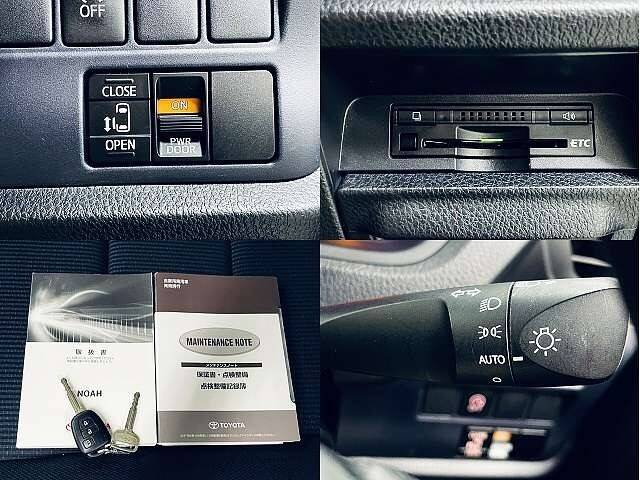 OFF
CLOSE
OPEN
ON
PWR
DOOR
ETC
取扱書
NOAH
MAINTENANCE NOTE
メンテナンスノート
保証書・点検整備
点検整備記録簿
TOYOTA
AUTO